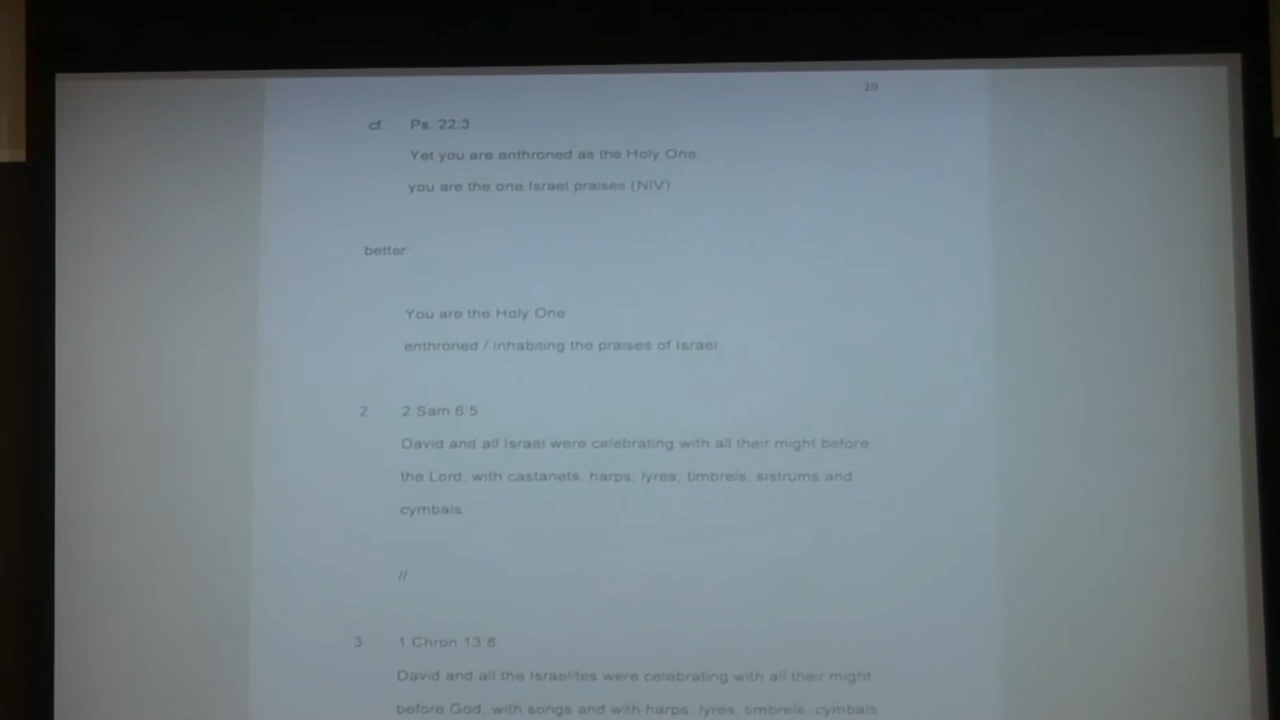 28
cf. Ps. 22:3
Yet you are enthroned as the Holy One
you are the one Israel praises (NIV)
better:
You are the Holy One
enthroned / inhabiting the praises of Israel
2 2 Sam 6:5
David and all Israel were celebrating with all their might before
the Lord, with castanets, harps, lyres, timbrels, sistrums and
cymbals.
//
3 1 Chron 13:8
David and all the Israelites were celebrating with all their might
before God, with songs and with harps, lyres, timbrels, cymbals